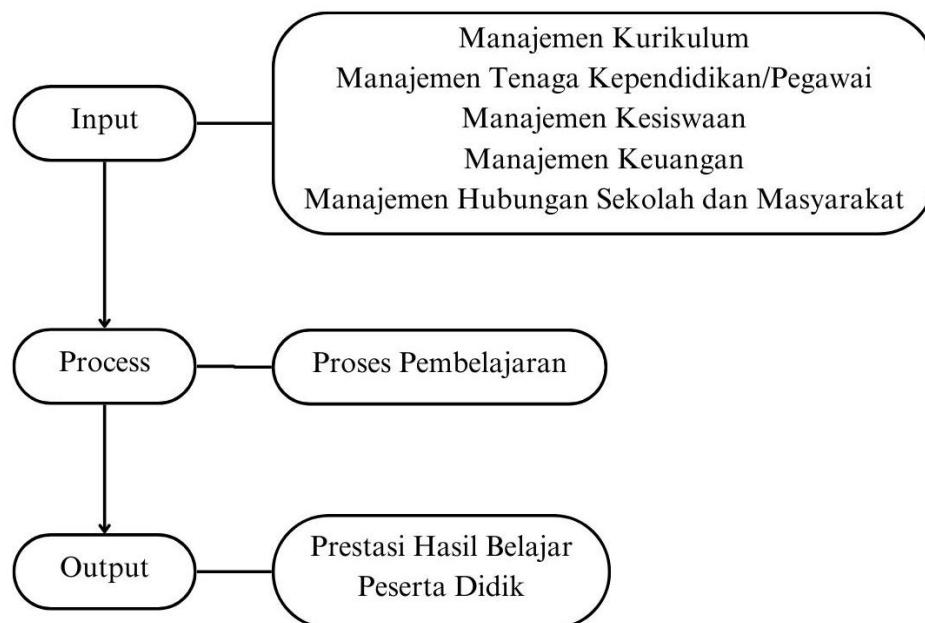 Input
Manajemen Kurikulum
Manajemen Tenaga Kependidikan/Pegawai
Manajemen Kesiswaan
Manajemen Keuangan
Manajemen Hubungan Sekolah dan Masyarakat
Process
Proses Pembelajaran
Output
Prestasi Hasil Belajar
Peserta Didik